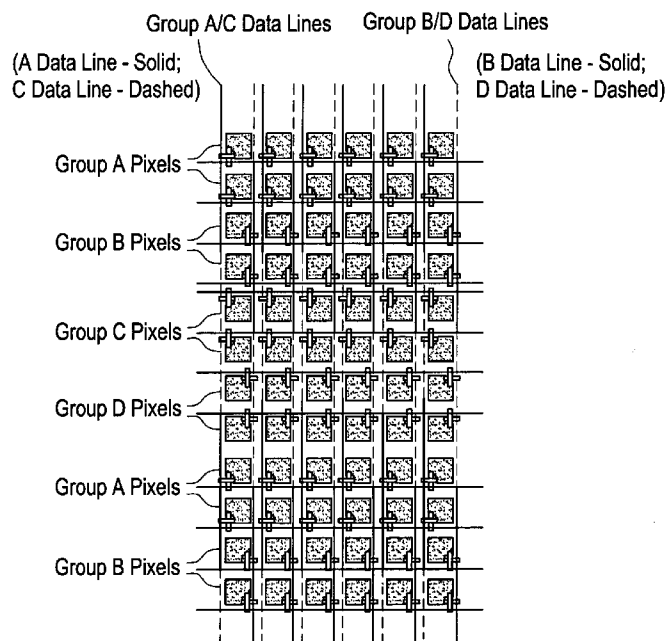 Group A/C Data Lines
Group B/D Data Lines
(A Data Line - Solid;
C Data Line - Dashed)
(B Data Line - Solid;
D Data Line - Dashed)
Group A Pixels
Group B Pixels
Group C Pixels
Group D Pixels
Group A Pixels
Group B Pixels